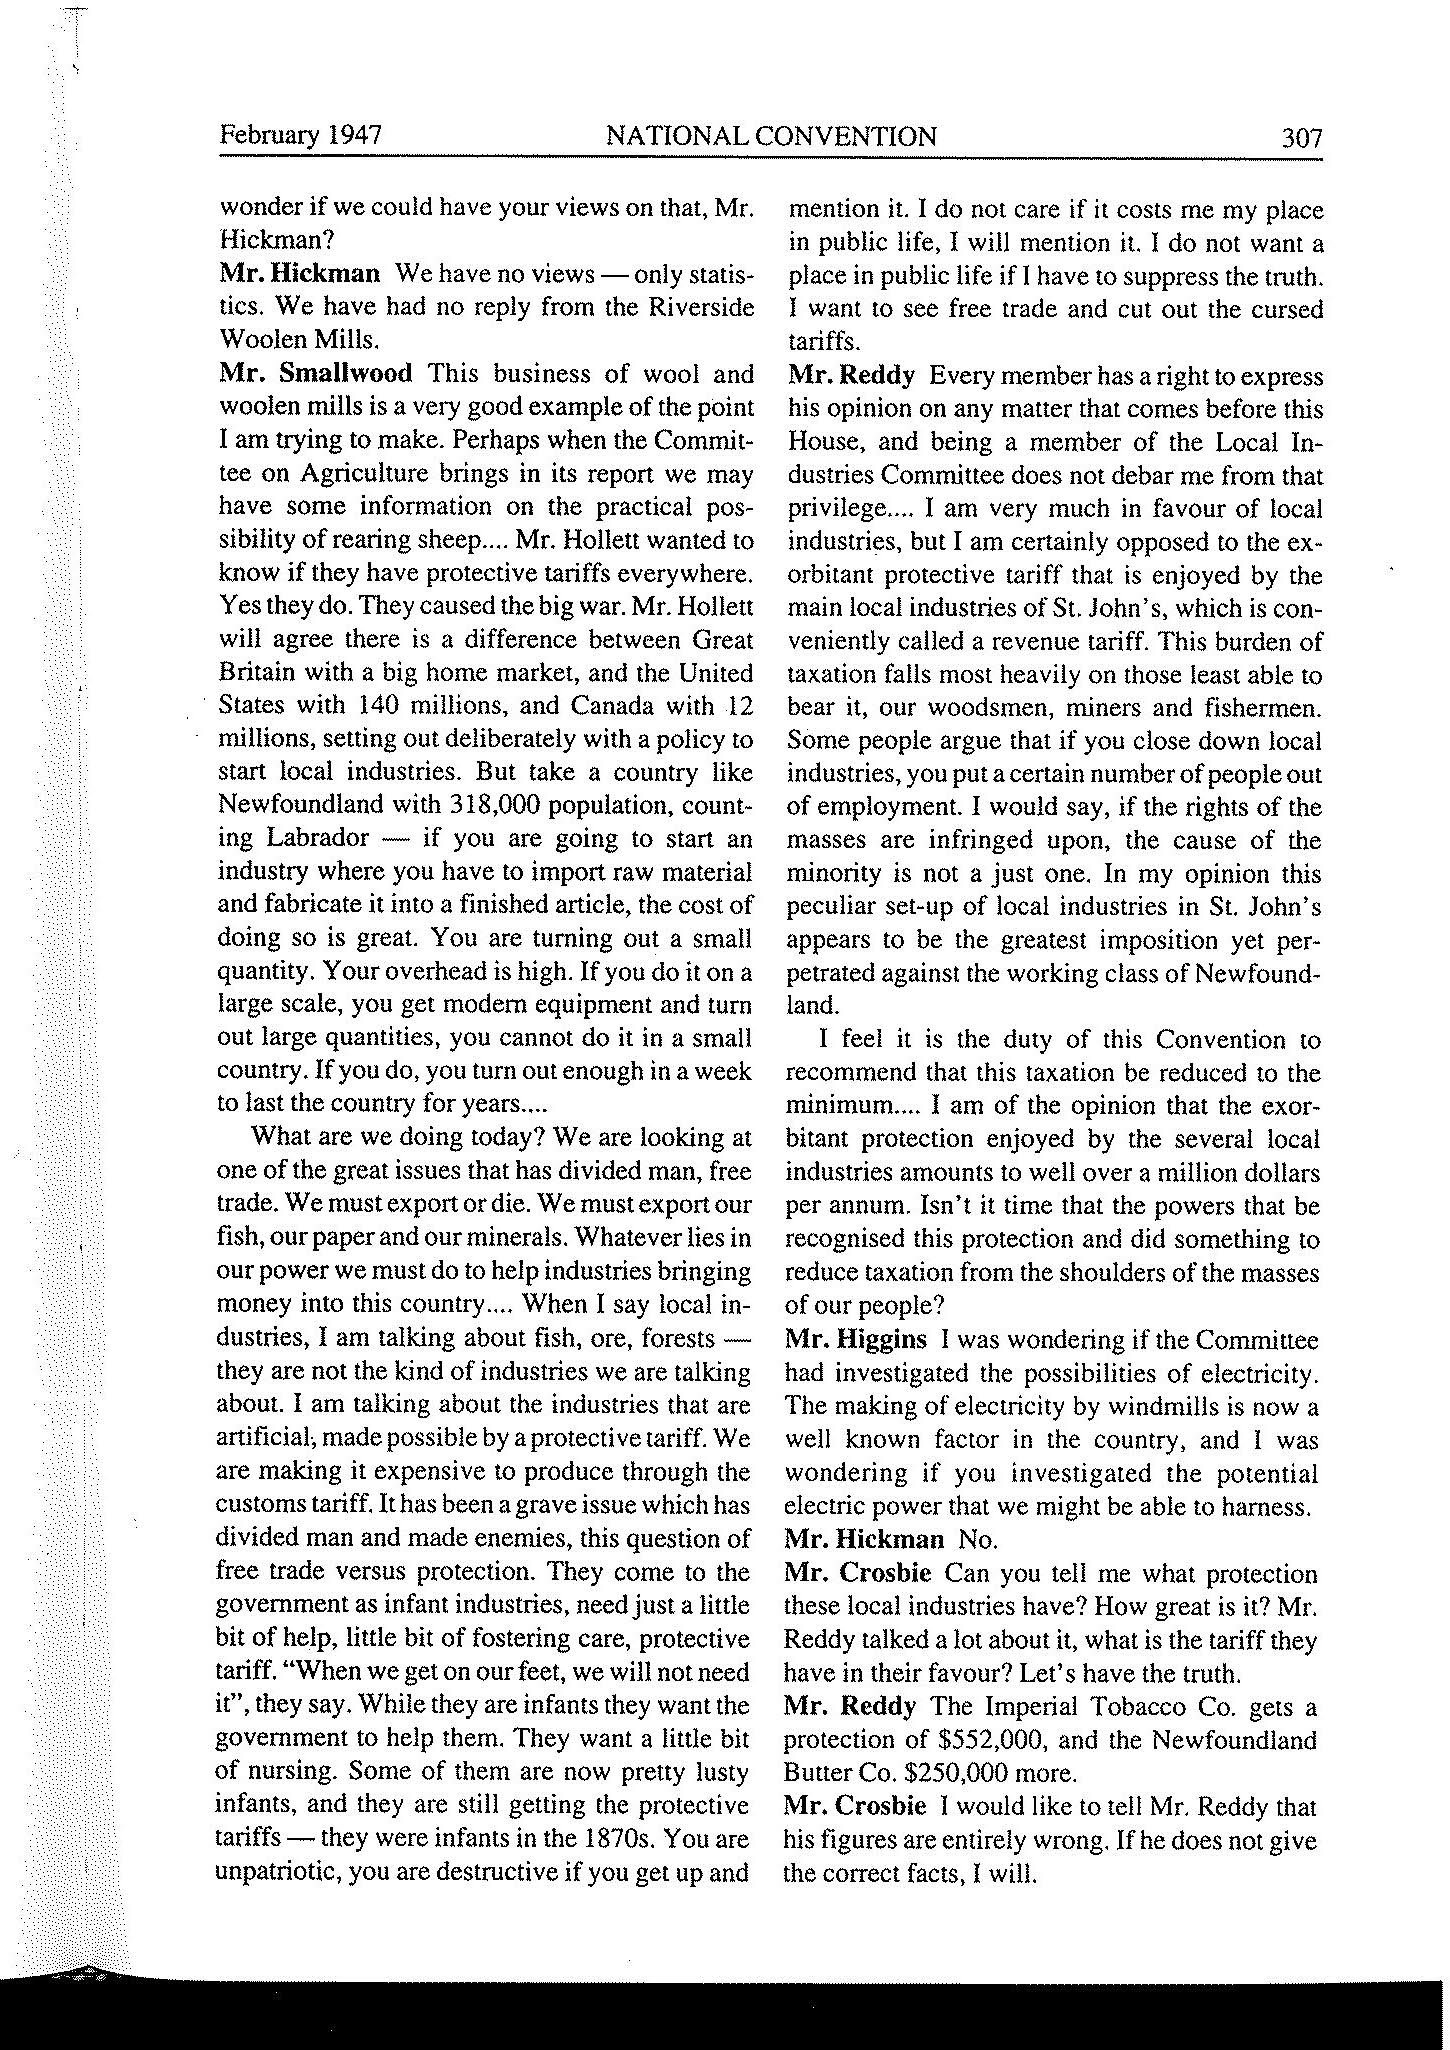 February 1947 NATIONAL CONVENTION 307
wonder if we could have your views on that, Mr.
Hickman?
Mr. Hickman We have no views — only statis-
tics. We have had no reply from the Riverside
Woolen Mills.
Mr. Smallwood This business of wool and
woolen mills is a very good example of the point
I am trying to make. Perhaps when the Commit-
tee on Agriculture brings in its report we may
have some information on the practical pos-
sibility of rearing sheep.... Mr. Hollett wanted to
know if they have protective tariffs everywhere.
Yes they do. They caused the big war. Mr. Hollett
will agree there is a difference between Great
Britain with a big home market, and the United
States with 140 millions, and Canada with 12
millions, setting out deliberately with a policy to
start local industries. But take a country like
Newfoundland with 318,000 population, count-
ing Labrador — if you are going to start an
industry where you have to import raw material
and fabricate it into a finished article, the cost of
doing so is great. You are turning out a small
quantity. Your overhead is high. If you do it on a
large scale, you get modern equipment and turn
out large quantities, you cannot do it in a small
country. If you do, you turn out enough in a week
to last the country for years....
What are we doing today? We are looking at
one of the great issues that has divided man, free
trade. We must export or die. We must export our
fish, our paper and our minerals. Whatever lies in
our power we must do to help industries bringing
money into this country.... When I say local in-
dustries, I am talking about fish, ore, forests —
they are not the kind of industries we are talking
about. I am talking about the industries that are
artificial, made possible by a protective tariff. We
are making it expensive to produce through the
customs tariff. It has been a grave issue which has
divided man and made enemies, this question of
free trade versus protection. They come to the
government as infant industries, need just a little
bit of help, little bit of fostering care, protective
tariff. "When we get on our feet, we will not need
it", they say. While they are infants they want the
government to help them. They want a little bit
of nursing. Some of them are now pretty lusty
infants, and they are still getting the protective
tariffs — they were infants in the 1870s. You are
unpatriotic, you are destructive if you get up and
mention it. I do not care if it costs me my place
in public life, I will mention it. I do not want a
place in public life if I have to suppress the truth.
I want to see free trade and cut out the cursed
tariffs.
Mr. Reddy Every member has a right to express
his opinion on any matter that comes before this
House, and being a member of the Local In-
dustries Committee does not debar me from that
privilege.... I am very much in favour of local
industries, but I am certainly opposed to the ex-
orbitant protective tariff that is enjoyed by the
main local industries of St. John's, which is con-
veniently called a revenue tariff. This burden of
taxation falls most heavily on those least able to
bear it, our woodsmen, miners and fishermen.
Some people argue that if you close down local
industries, you put a certain number of people out
of employment. I would say, if the rights of the
masses are infringed upon, the cause of the
minority is not a just one. In my opinion this
peculiar set-up of local industries in St. John's
appears to be the greatest imposition yet per-
petrated against the working class of Newfound-
land.
I feel it is the duty of this Convention to
recommend that this taxation be reduced to the
minimum.... I am of the opinion that the exor-
bitant protection enjoyed by the several local
industries amounts to well over a million dollars
per annum. Isn't it time that the powers that be
recognised this protection and did something to
reduce taxation from the shoulders of the masses
of our people?
Mr. Higgins I was wondering if the Committee
had investigated the possibilities of electricity.
The making of electricity by windmills is now a
well known factor in the country, and I was
wondering if you investigated the potential
electric power that we might be able to harness.
Mr. Hickman No.
Mr. Crosbie Can you tell me what protection
these local industries have? How great is it? Mr.
Reddy talked a lot about it, what is the tariff they
have in their favour? Let's have the truth.
Mr. Reddy The Imperial Tobacco Co. gets a
protection of $552,000, and the Newfoundland
Butter Co. $250,000 more.
Mr. Crosbie I would like to tell Mr. Reddy that
his figures are entirely wrong. If he does not give
the correct facts, I will.